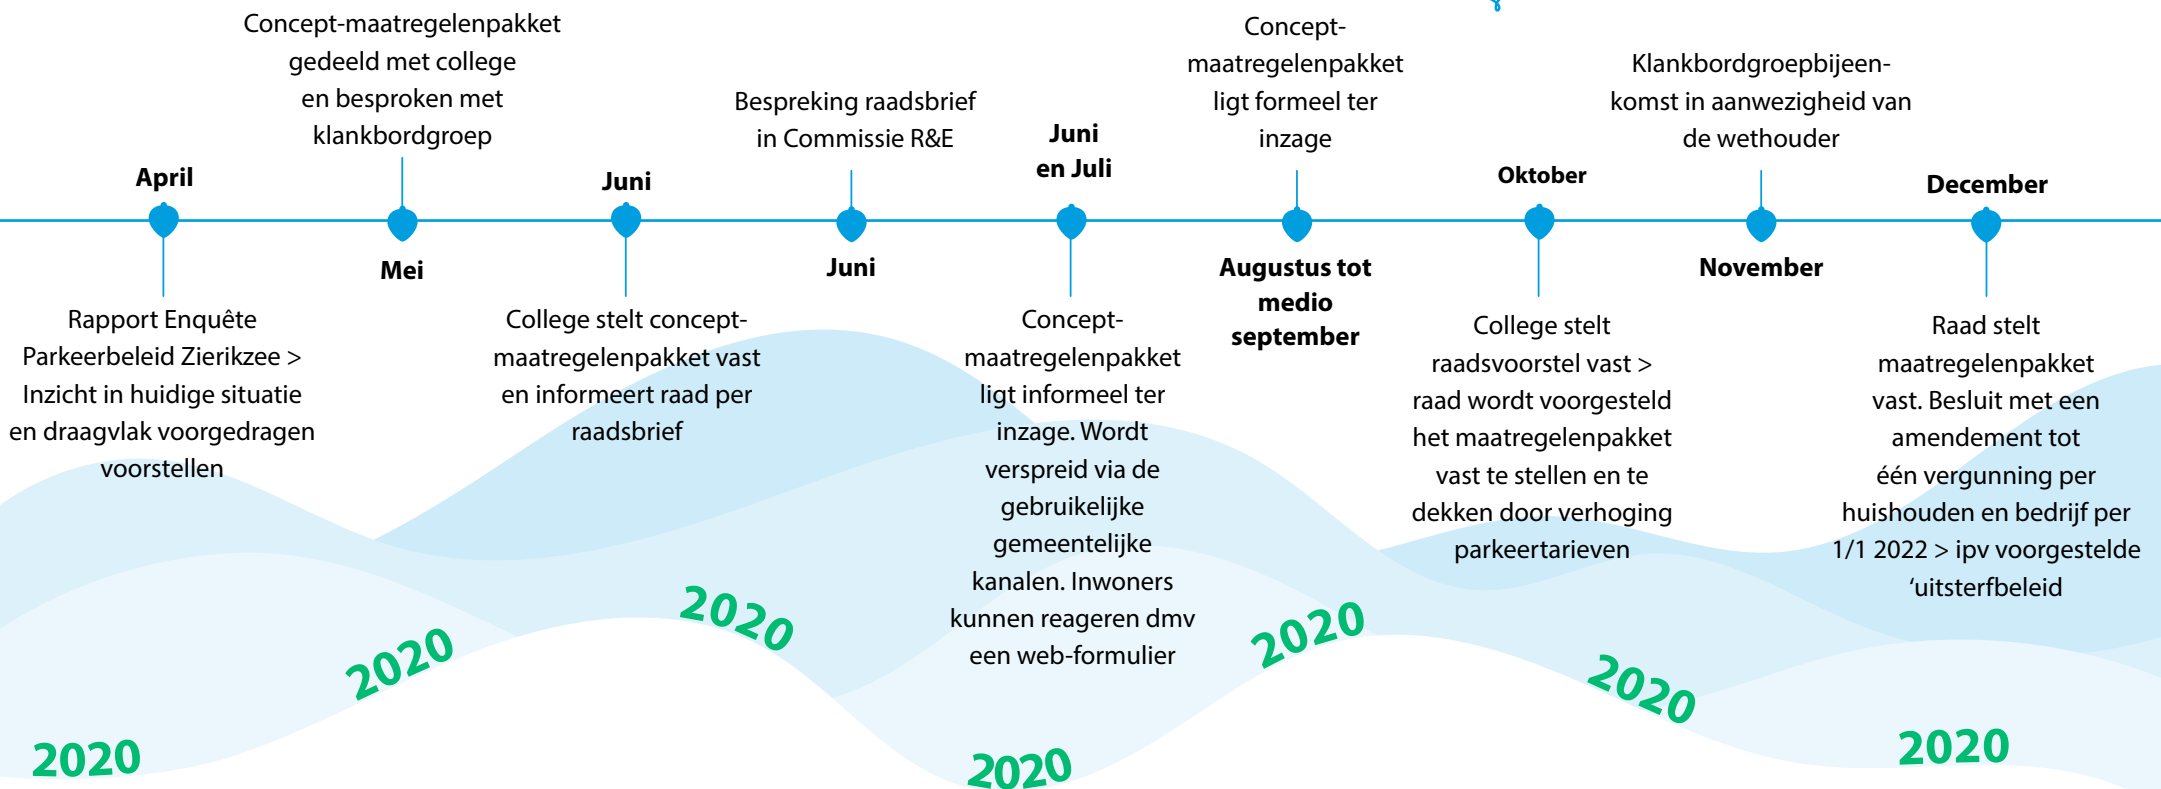 April
Rapport Enquête
Parkeerbeleid Zierikzee >
Inzicht in huidige situatie
en draagvlak voorgedragen
voorstellen
Concept-maatregelenpakket
gedeeld met college
en besproken met
klankbordgroep
Mei
Juni
College stelt concept-
maatregelenpakket vast
en informeert raad per
raadsbrief
Bespreking raadsbrief
in Commissie R&E
Juni
Juni
en Juli
Concept-
maatregelenpakket
ligt informeel ter
inzage. Wordt
verspreid via de
gebruikelijke
gemeentelijke
kanalen. Inwoners
kunnen reageren dmv
een web-formulier
Concept-
maatregelenpakket
ligt formeel ter
inzage
Augustus tot
medio
september
Oktober
College stelt
raadsvoorstel vast >
raad wordt voorgesteld
het maatregelenpakket
vast te stellen en te
dekken door verhoging
parkeertarieven
Klankbordgroepbijeen-
komst in aanwezigheid van
de wethouder
November
December
Raad stelt
maatregelenpakket
vast. Besluit met een
amendement tot
één vergunning per
huishouden en bedrijf per
1/1 2022 > ipv voorgestelde
‘uitsterfbeleid
2020
2020
2020
2020
2020
2020
2020